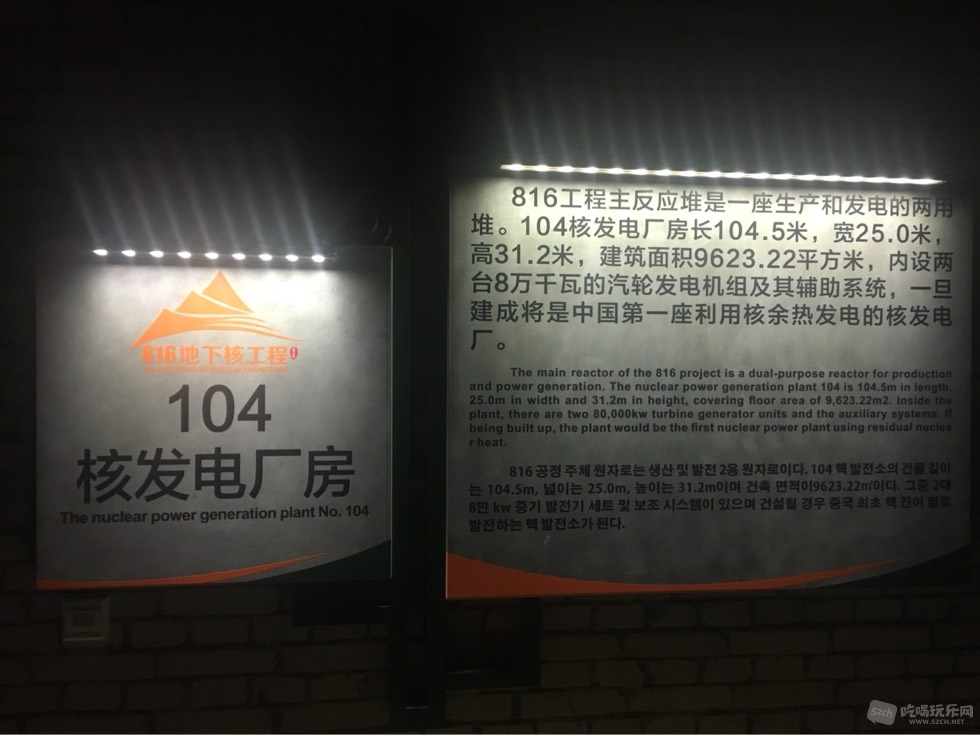 816地下核工程
104
核发电厂房
The nuclear power generation plant No. 104
816工程主反应堆是一座生产和发电的两用
堆。104核发电厂房长104.5米，宽25.0米，
高31.2米，建筑面积9623.22平方米，内设两
台8万千瓦的汽轮发电机组及其辅助系统，一旦
建成将是中国第一座利用核余热发电的核发电
厂。
The main reactor of the 816 project is a dual-purpose reactor for production
and power generation. The nuclear power generation plant 104 is 104.5m in length,
25.0m in width and 31.2m in height, covering floor area of 9,623.22m2. Inside the
plant, there are two 80,000kw turbine generator units and the auxiliary systems. If
being built up, the plant would be the first nuclear power plant using residual nuclea
r heat.
816 공정 주체 원자로는 생산 및 발전 2용 원자로이다. 104 핵 발전소의 건물 길이
는 104.5m, 넓이는 25.0m, 높이는 31.2m이며 건축 면적이9623.22㎡이다. 그중 2대
8만 kw 증기 발전기 세트 및 보조 시스템이 있으며 건설될 경우 중국 최초 핵 잔여 열로
발전하는 핵 발전소가 된다.
52ch 吃喝玩乐网
WWW.52CH.NET